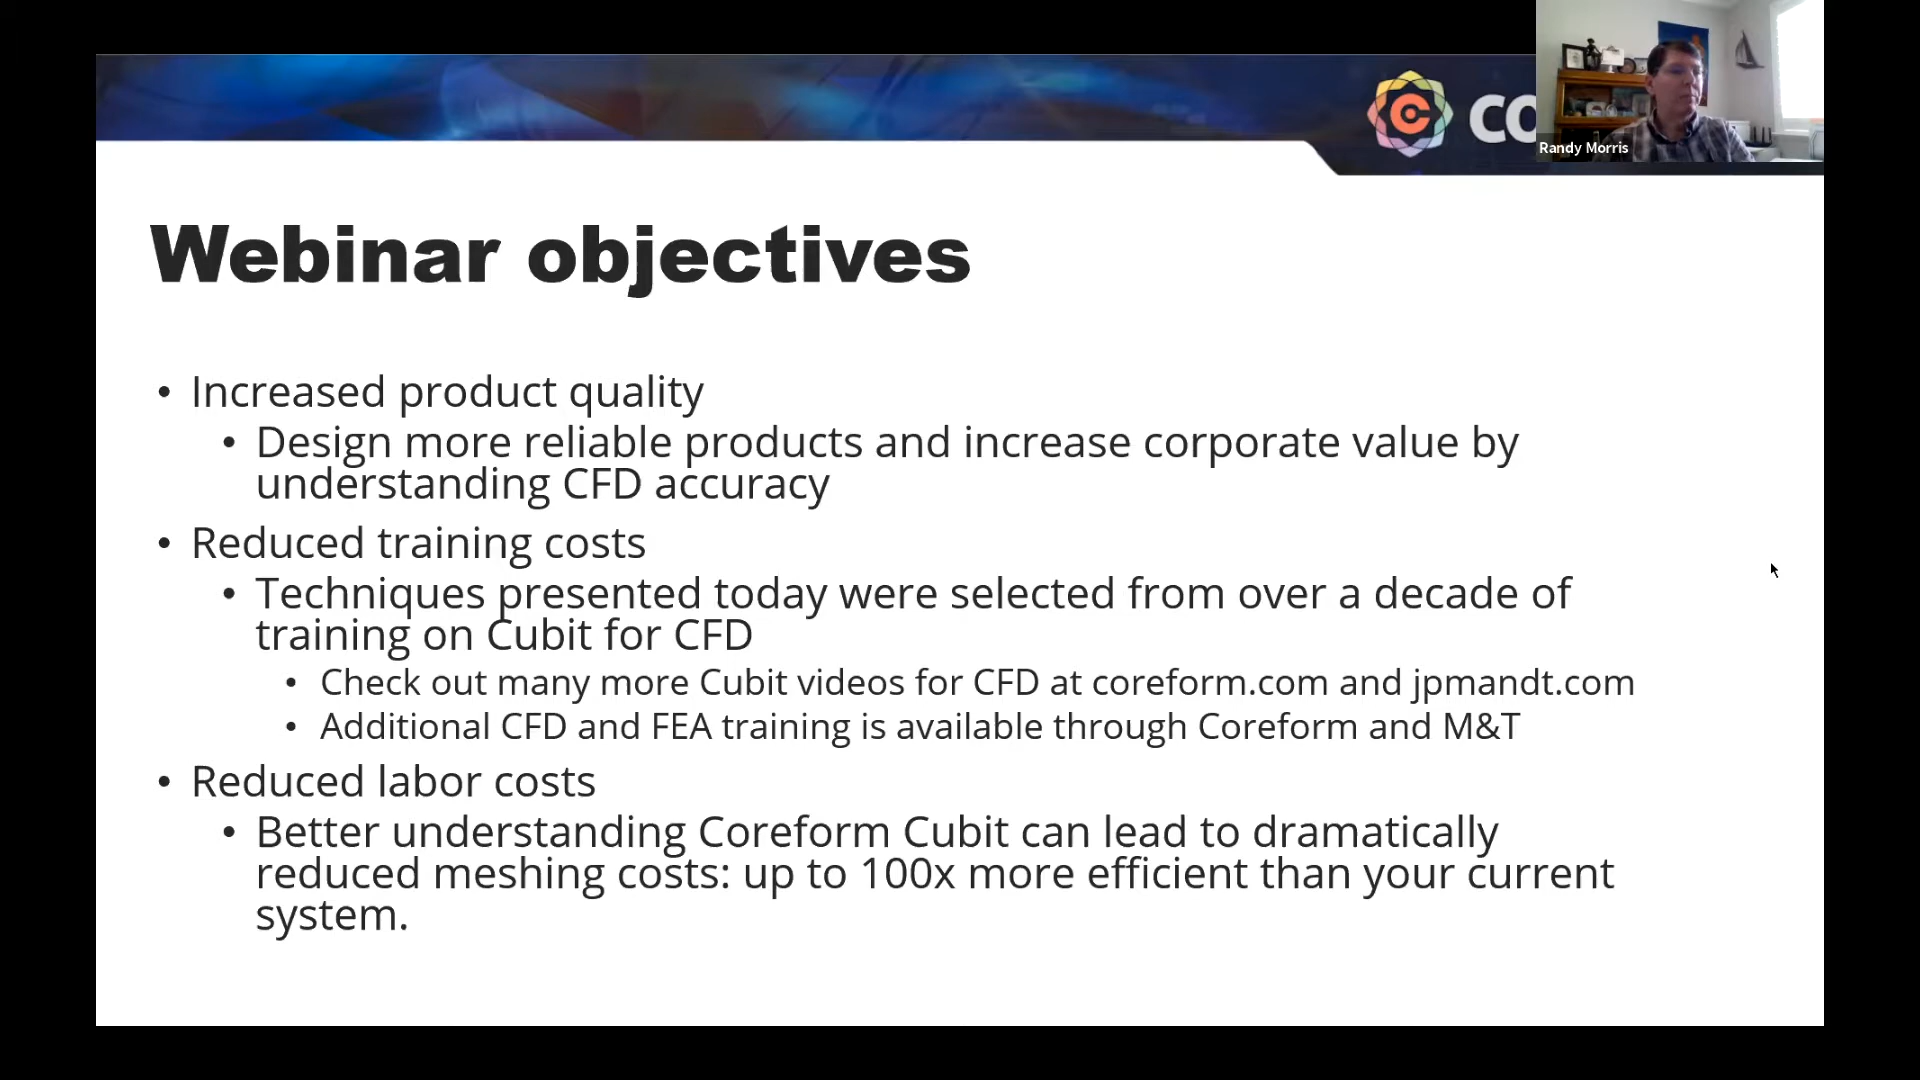 CO
Randy Morris
Webinar objectives
• Increased product quality
• Design more reliable products and increase corporate value by
understanding CFD accuracy
• Reduced training costs
• Techniques presented today were selected from over a decade of
training on Cubit for CFD
• Check out many more Cubit videos for CFD at coreform.com and jpmandt.com
• Additional CFD and FEA training is available through Coreform and M&T
• Reduced labor costs
• Better understanding Coreform Cubit can lead to dramatically
reduced meshing costs: up to 100x more efficient than your current
system.